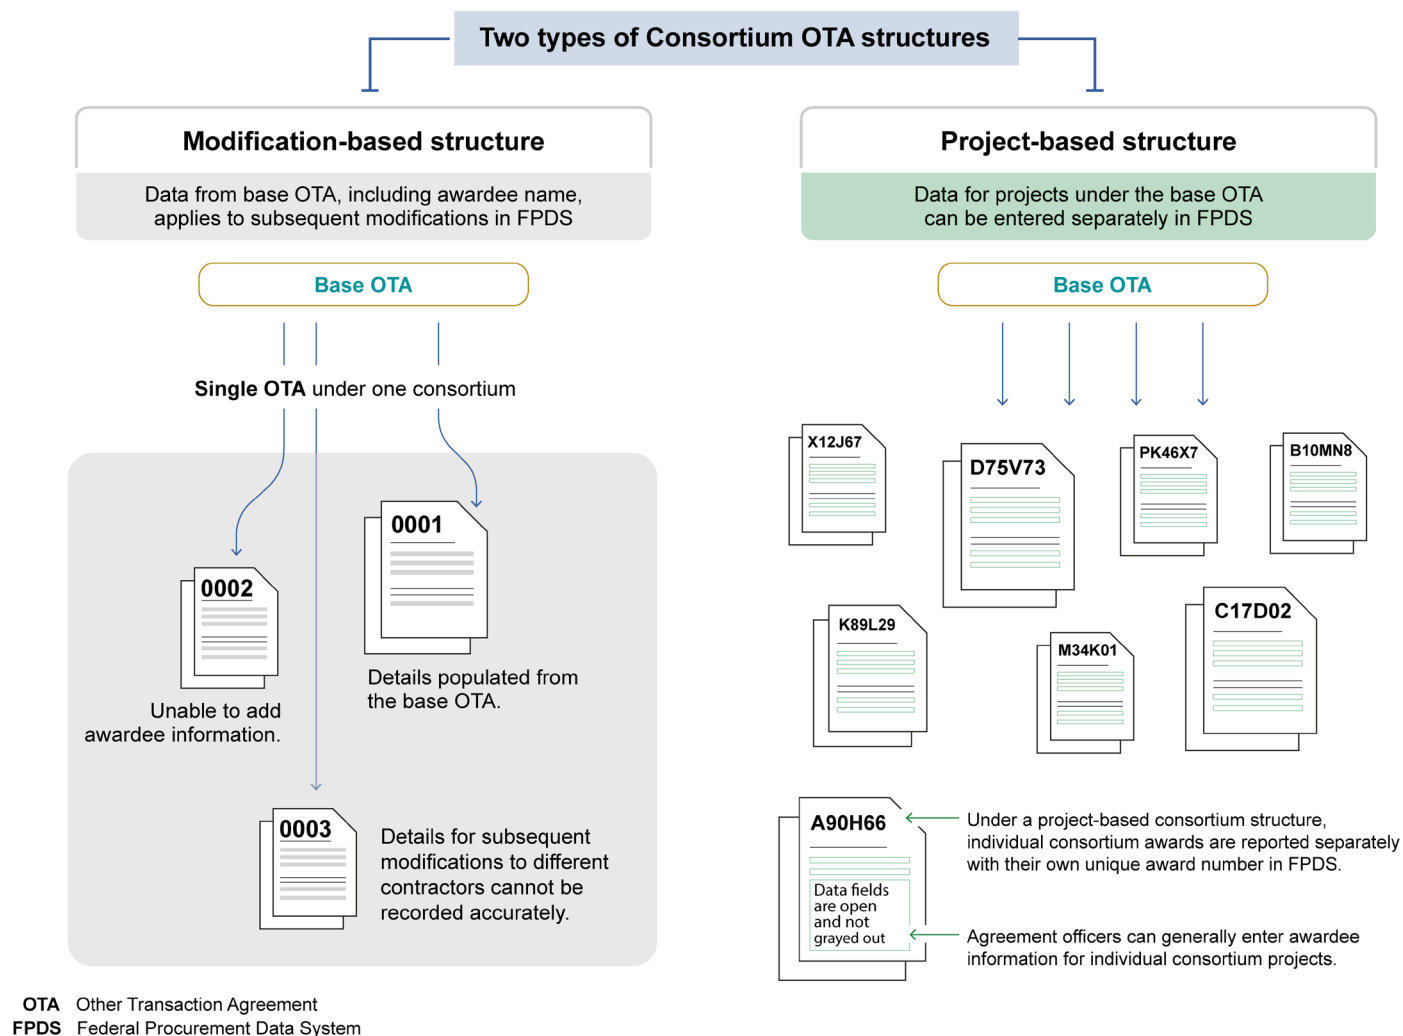 Two types of Consortium OTA structures
Modification-based structure
Data from base OTA, including awardee name,
applies to subsequent modifications in FPDS
Base OTA
Single OTA under one consortium
0001
Details populated from
the base OTA.
0002
Unable to add
awardee information.
0003
Details for subsequent
modifications to different
contractors cannot be
recorded accurately.
Project-based structure
Data for projects under the base OTA
can be entered separately in FPDS
Base OTA
X12J67
D75V73
PK46X7
B10MN8
K89L29
M34K01
C17D02
A90H66
Data fields
are open
and not
grayed out
Under a project-based consortium structure,
individual consortium awards are reported separately
with their own unique award number in FPDS.
Agreement officers can generally enter awardee
information for individual consortium projects.
OTA Other Transaction Agreement
FPDS Federal Procurement Data System